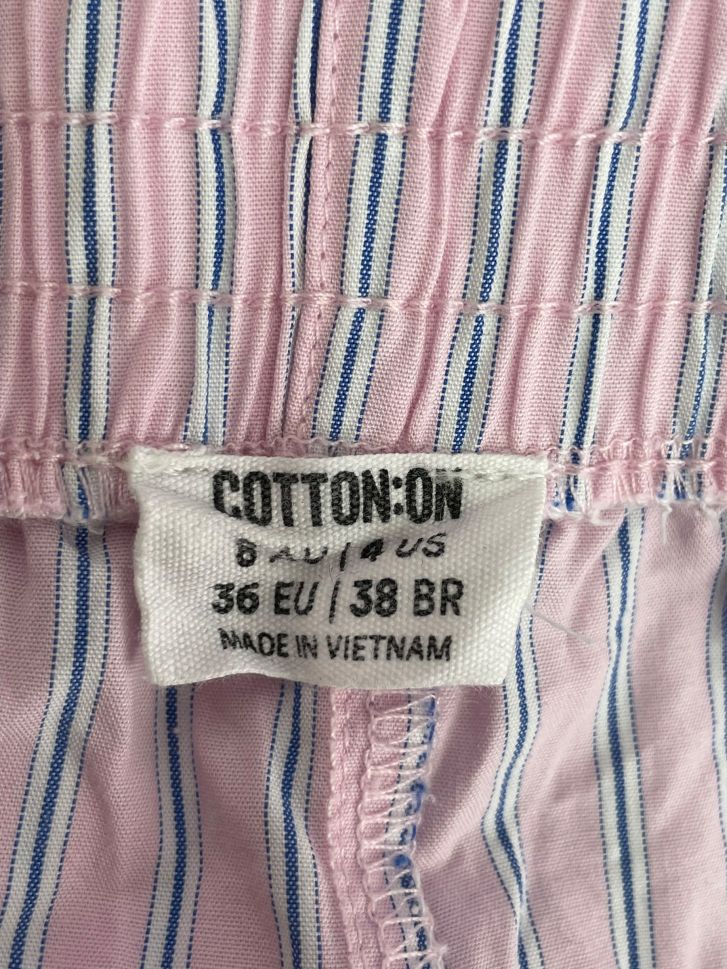 COTTON:ON
8 AU | 4 US
36 EU | 38 BR
MADE IN VIETNAM